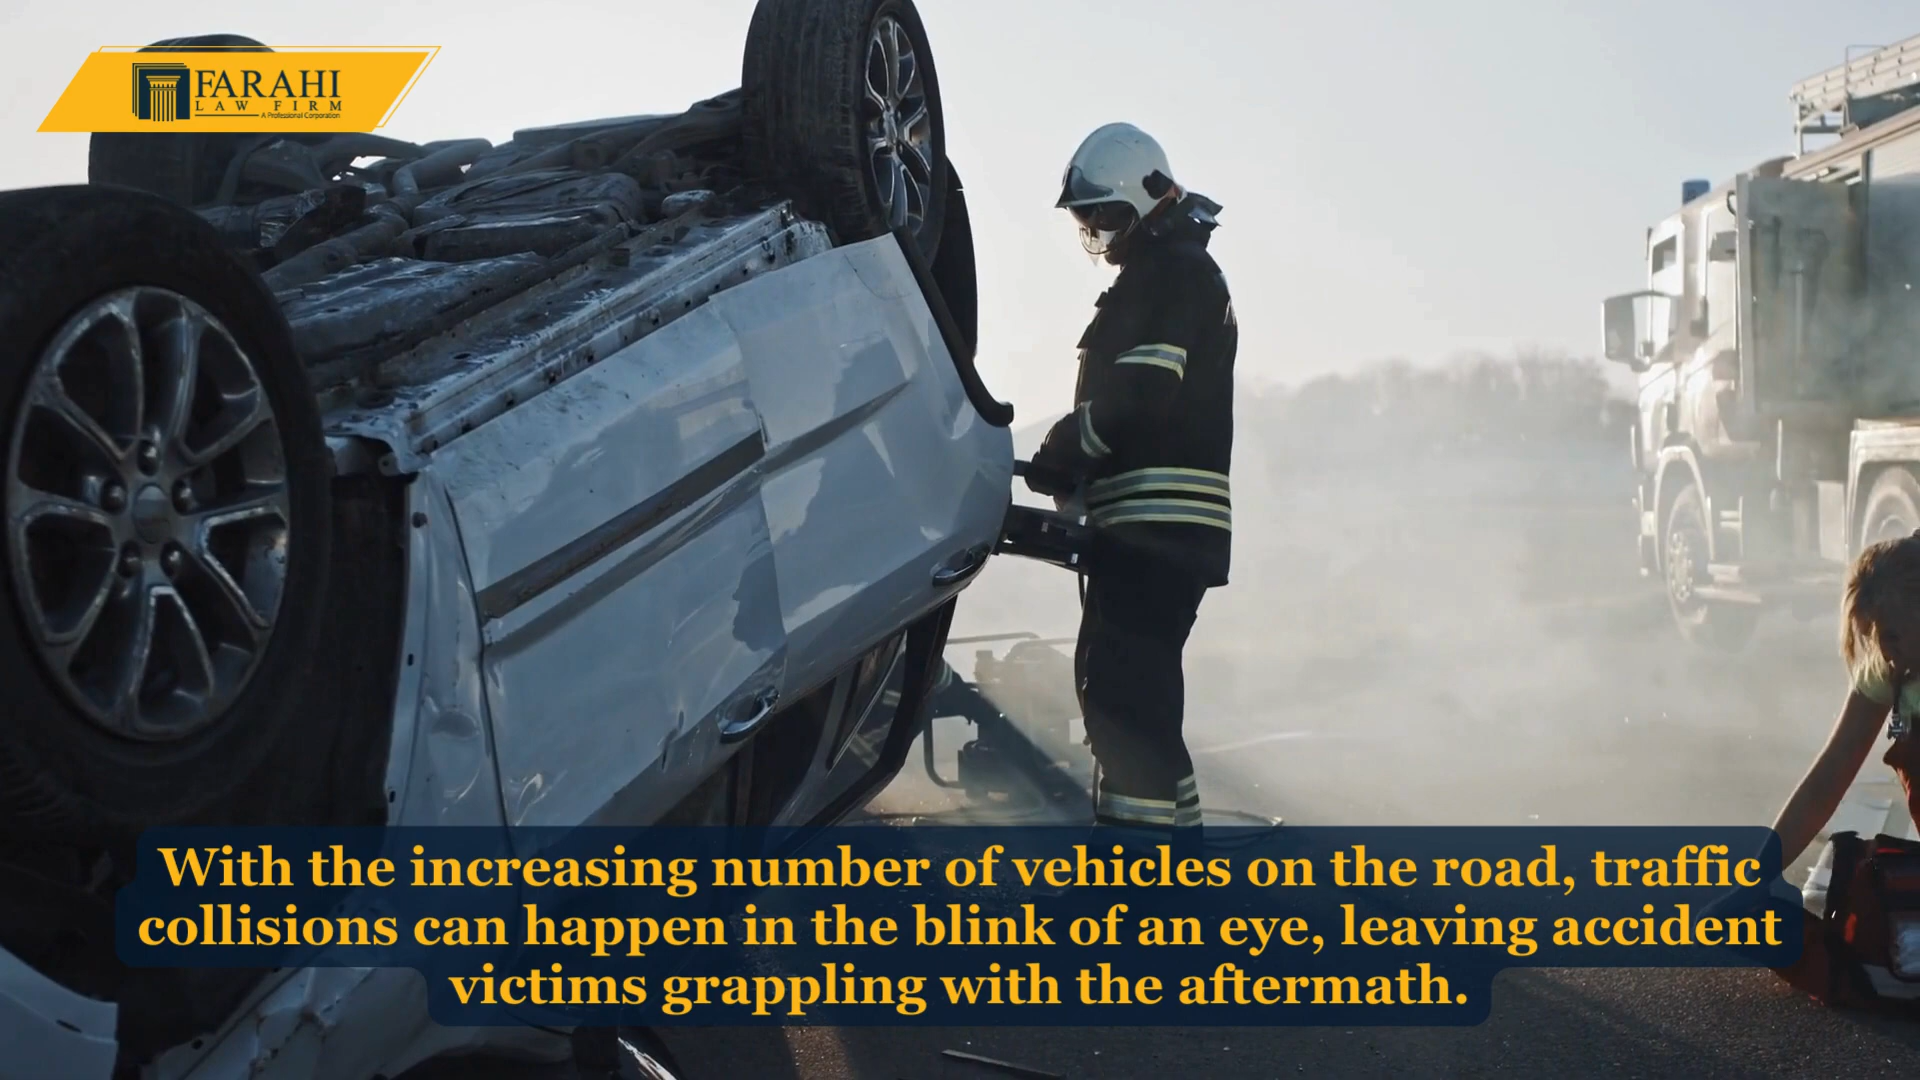 FARAHI
LAW FIRM
A Professional Corporation
With the increasing number of vehicles on the road, traffic
collisions can happen in the blink of an eye, leaving accident
victims grappling with the aftermath.